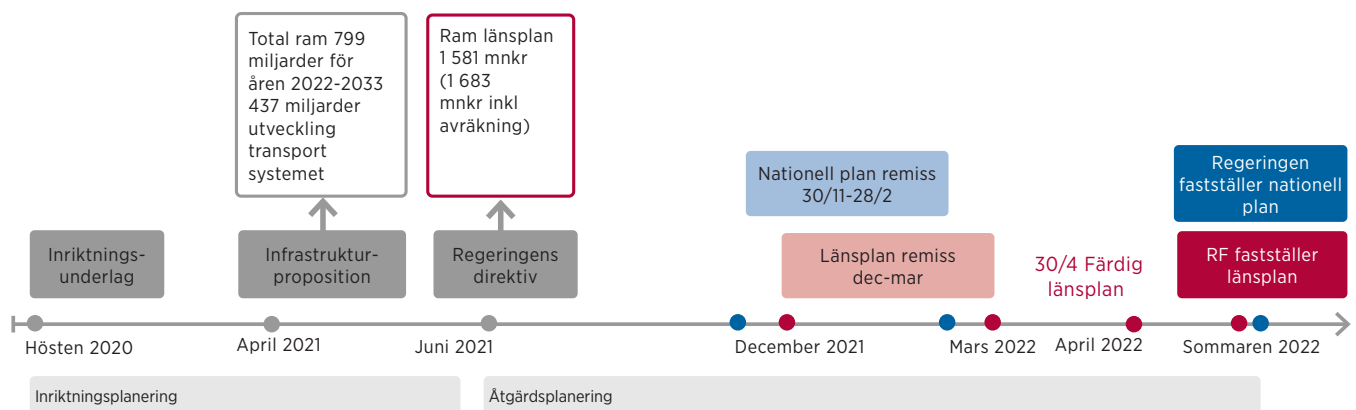 Total ram 799
miljarder för
åren 2022-2033
437 miljarder
utveckling
transport
systemet
Ram länsplan
1 581 mnkr
(1 683
mnkr inkl
avräkning)
Nationell plan remiss
30/11-28/2
Regeringen
fastställer nationell
plan
Inriktnings-
underlag
Infrastruktur-
proposition
Regeringens
direktiv
Länsplan remiss
dec-mar
30/4 Färdig
länsplan
RF fastställer
länsplan
Hösten 2020
April 2021
Juni 2021
December 2021
Mars 2022
April 2022
Sommaren 2022
Inriktningsplanering
Åtgärdsplanering